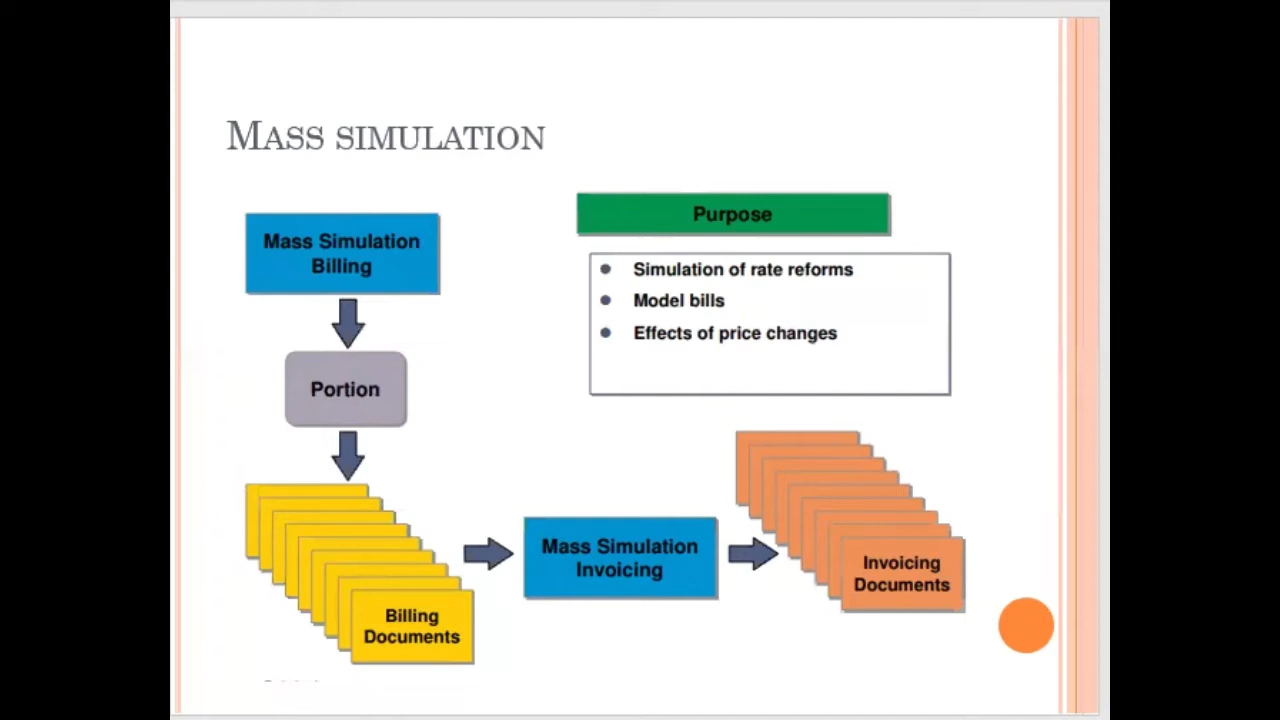 MASS SIMULATION
Mass Simulation
Billing
Portion
Purpose
Simulation of rate reforms
Model bills
Effects of price changes
Billing
Documents
Mass Simulation
Invoicing
Invoicing
Documents